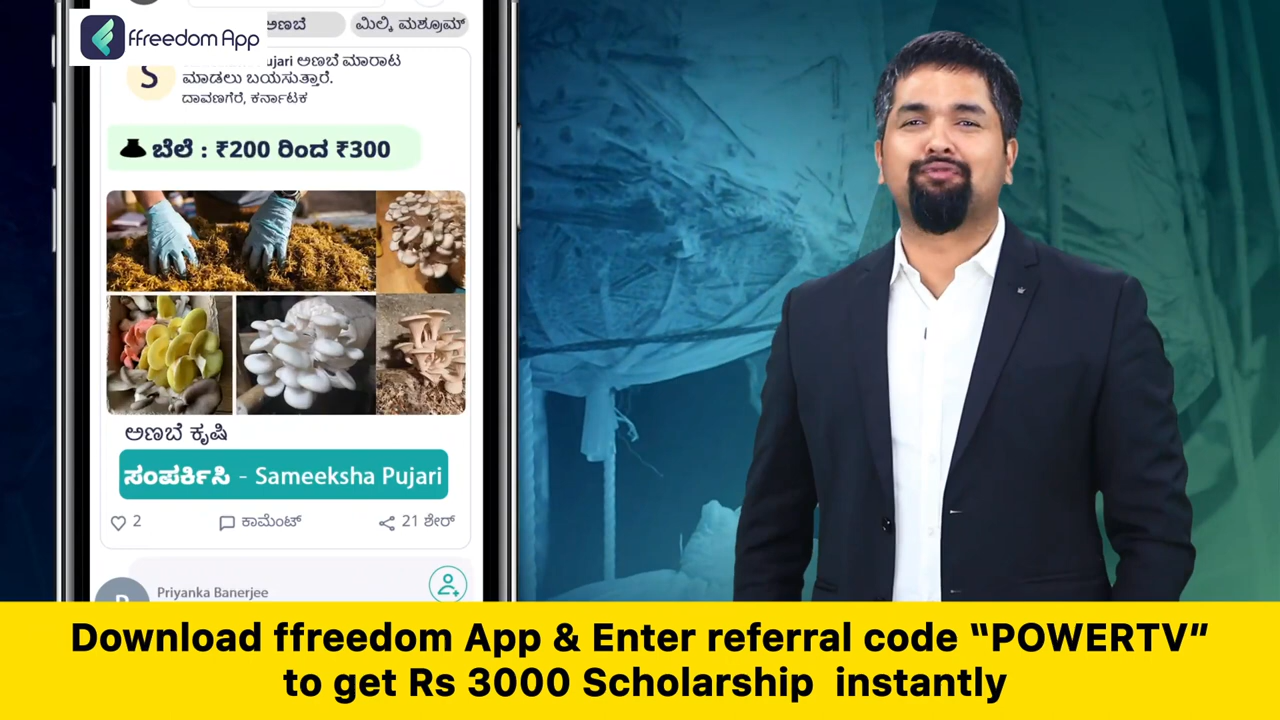 ffreedom App
ಅಣಬೆ
ಮಿಲ್ಕಿ ಮಶ್ರೂಮ್
S
ujari ಅಣಬೆ ಮಾರಾಟ
ಮಾಡಲು ಬಯಸುತ್ತಾರೆ.
ದಾವಣಗೆರೆ, ಕರ್ನಾಟಕ
ಬೆಲೆ : ₹200 ರಿಂದ ₹300
ಅಣಬೆ ಕೃಷಿ
ಸಂಪರ್ಕಿಸಿ - Sameeksha Pujari
2
ಕಾಮೆಂಟ್
21 ಶೇರ್
Priyanka Banerjee
Download ffreedom App & Enter referral code “POWERTV”
to get Rs 3000 Scholarship instantly